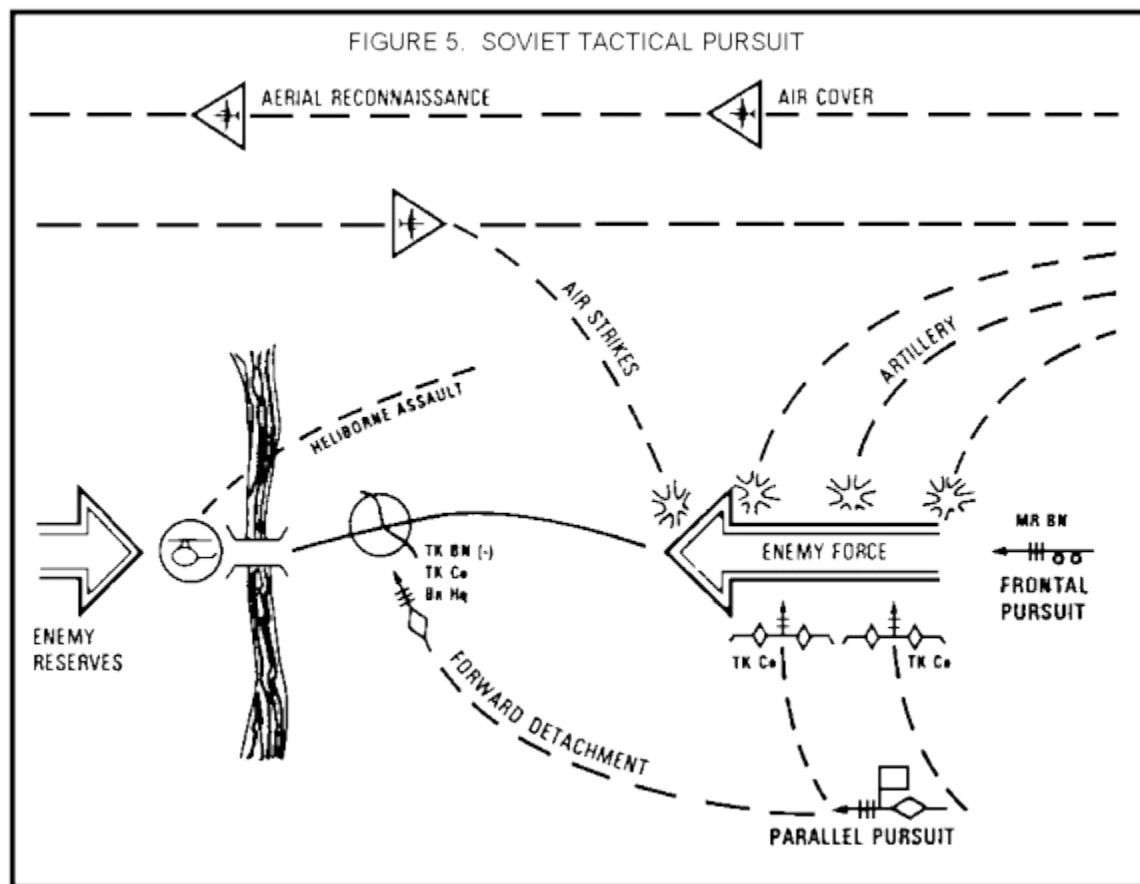 FIGURE 5. SOVIET TACTICAL PURSUIT
AERIAL RECONNAISSANCE
AIR COVER
AIR STRIKES
ARTILLERY
HELIBORNE ASSAULT
TK BN (-)
TK Co
Bn Hq
ENEMY FORCE
MR BN
FRONTAL
PURSUIT
ENEMY
RESERVES
TK Co
TK Co
FORWARD DETACHMENT
PARALLEL PURSUIT